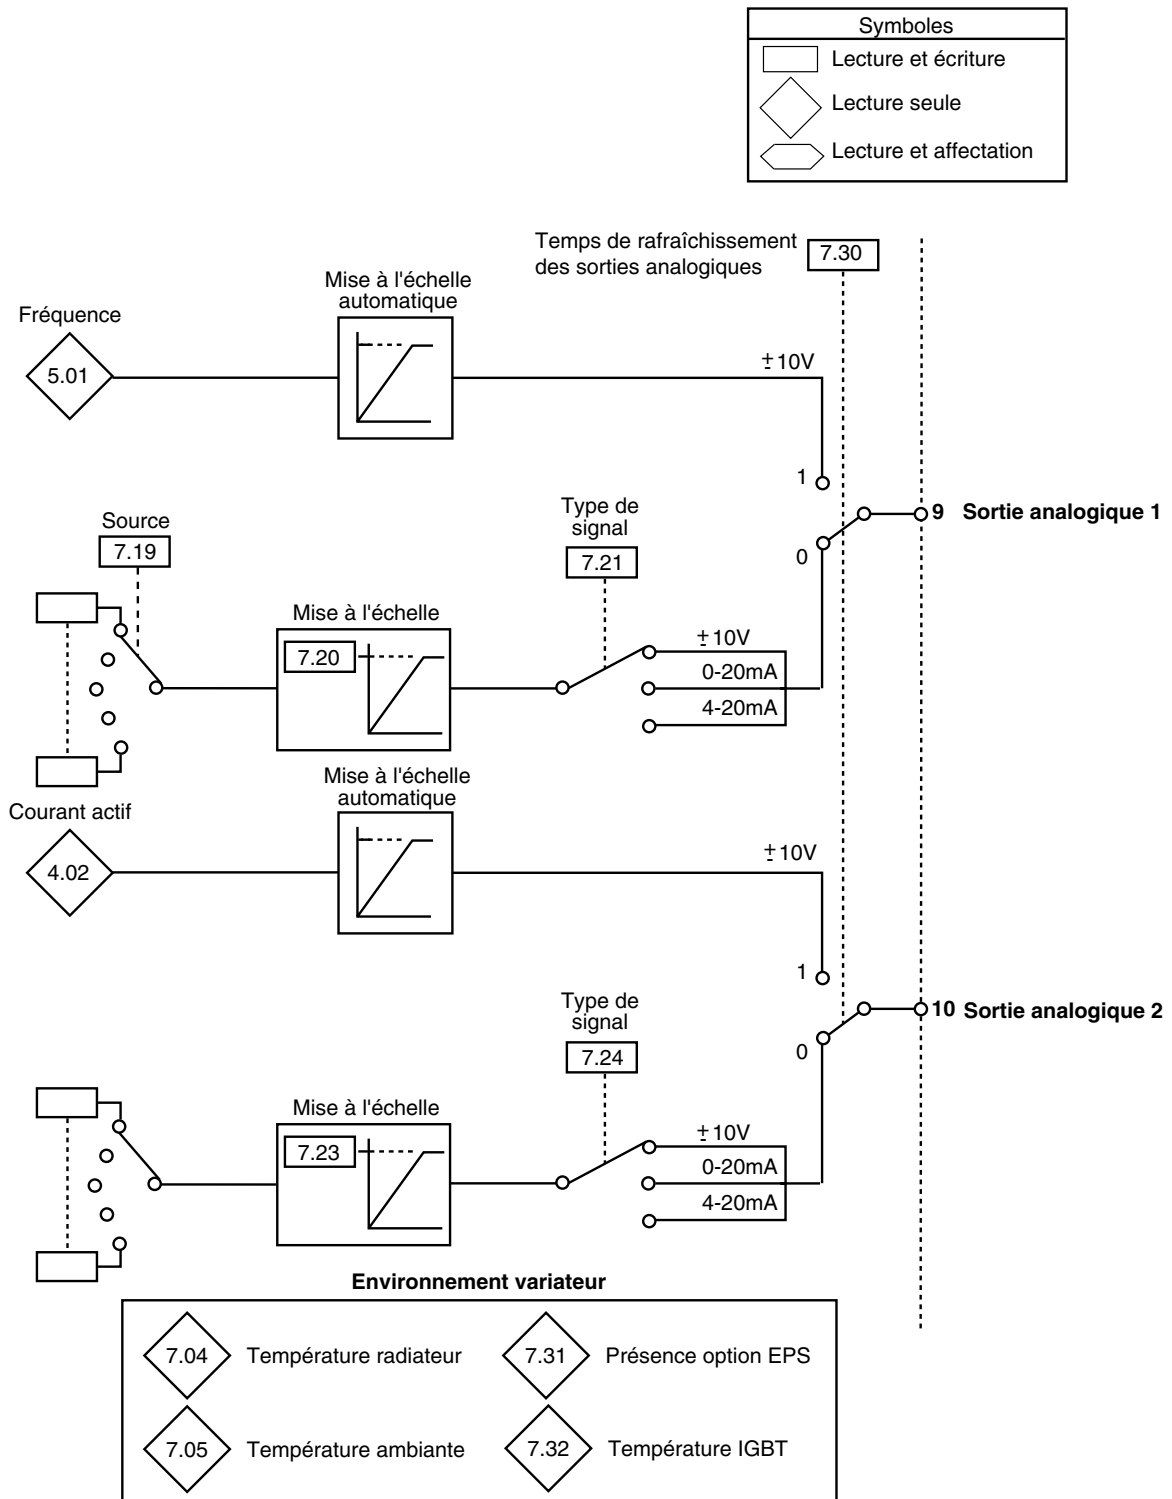 Symboles
Lecture et écriture
Lecture seule
Lecture et affectation
Temps de rafraîchissement
des sorties analogiques
7.30
Mise à l'échelle
automatique
Fréquence
5.01
±10V
1
Source
7.19
Type de
signal
7.21
9 Sortie analogique 1
0
Mise à l'échelle
7.20
±10V
0-20mA
4-20mA
Mise à l'échelle
automatique
Courant actif
4.02
±10V
1
Type de
signal
7.24
10 Sortie analogique 2
0
Mise à l'échelle
7.23
±10V
0-20mA
4-20mA
Environnement variateur
7.04 Température radiateur
7.31 Présence option EPS
7.05 Température ambiante
7.32 Température IGBT